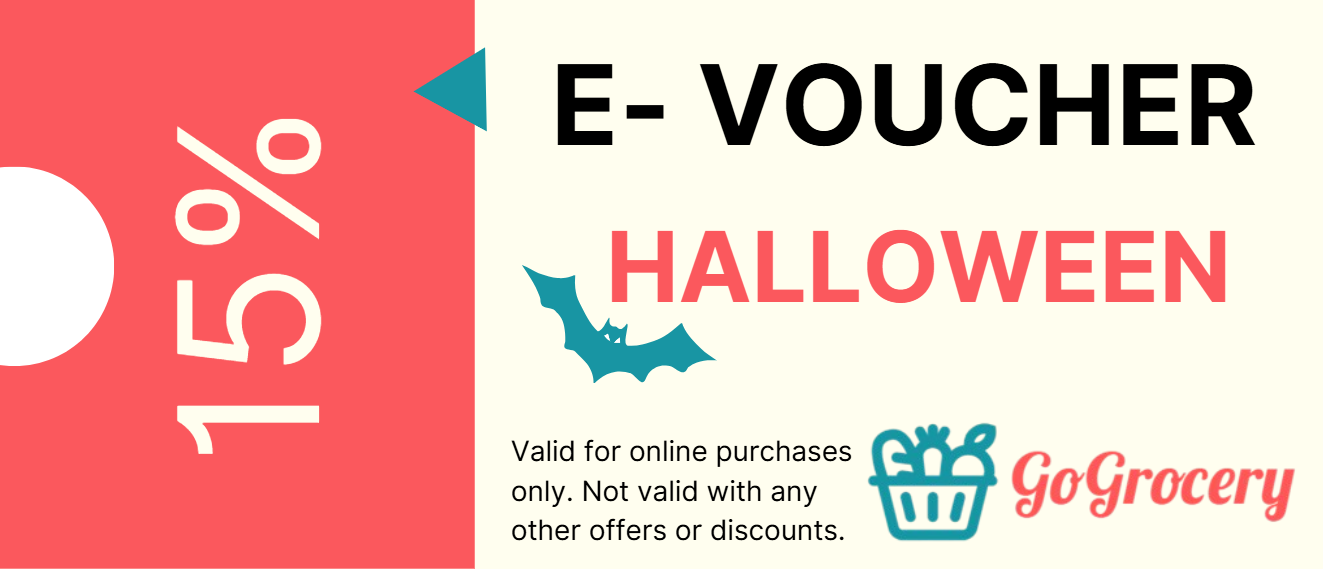 15%
E- VOUCHER
HALLOWEEN
Valid for online purchases
only. Not valid with any
other offers or discounts.
GoGrocery